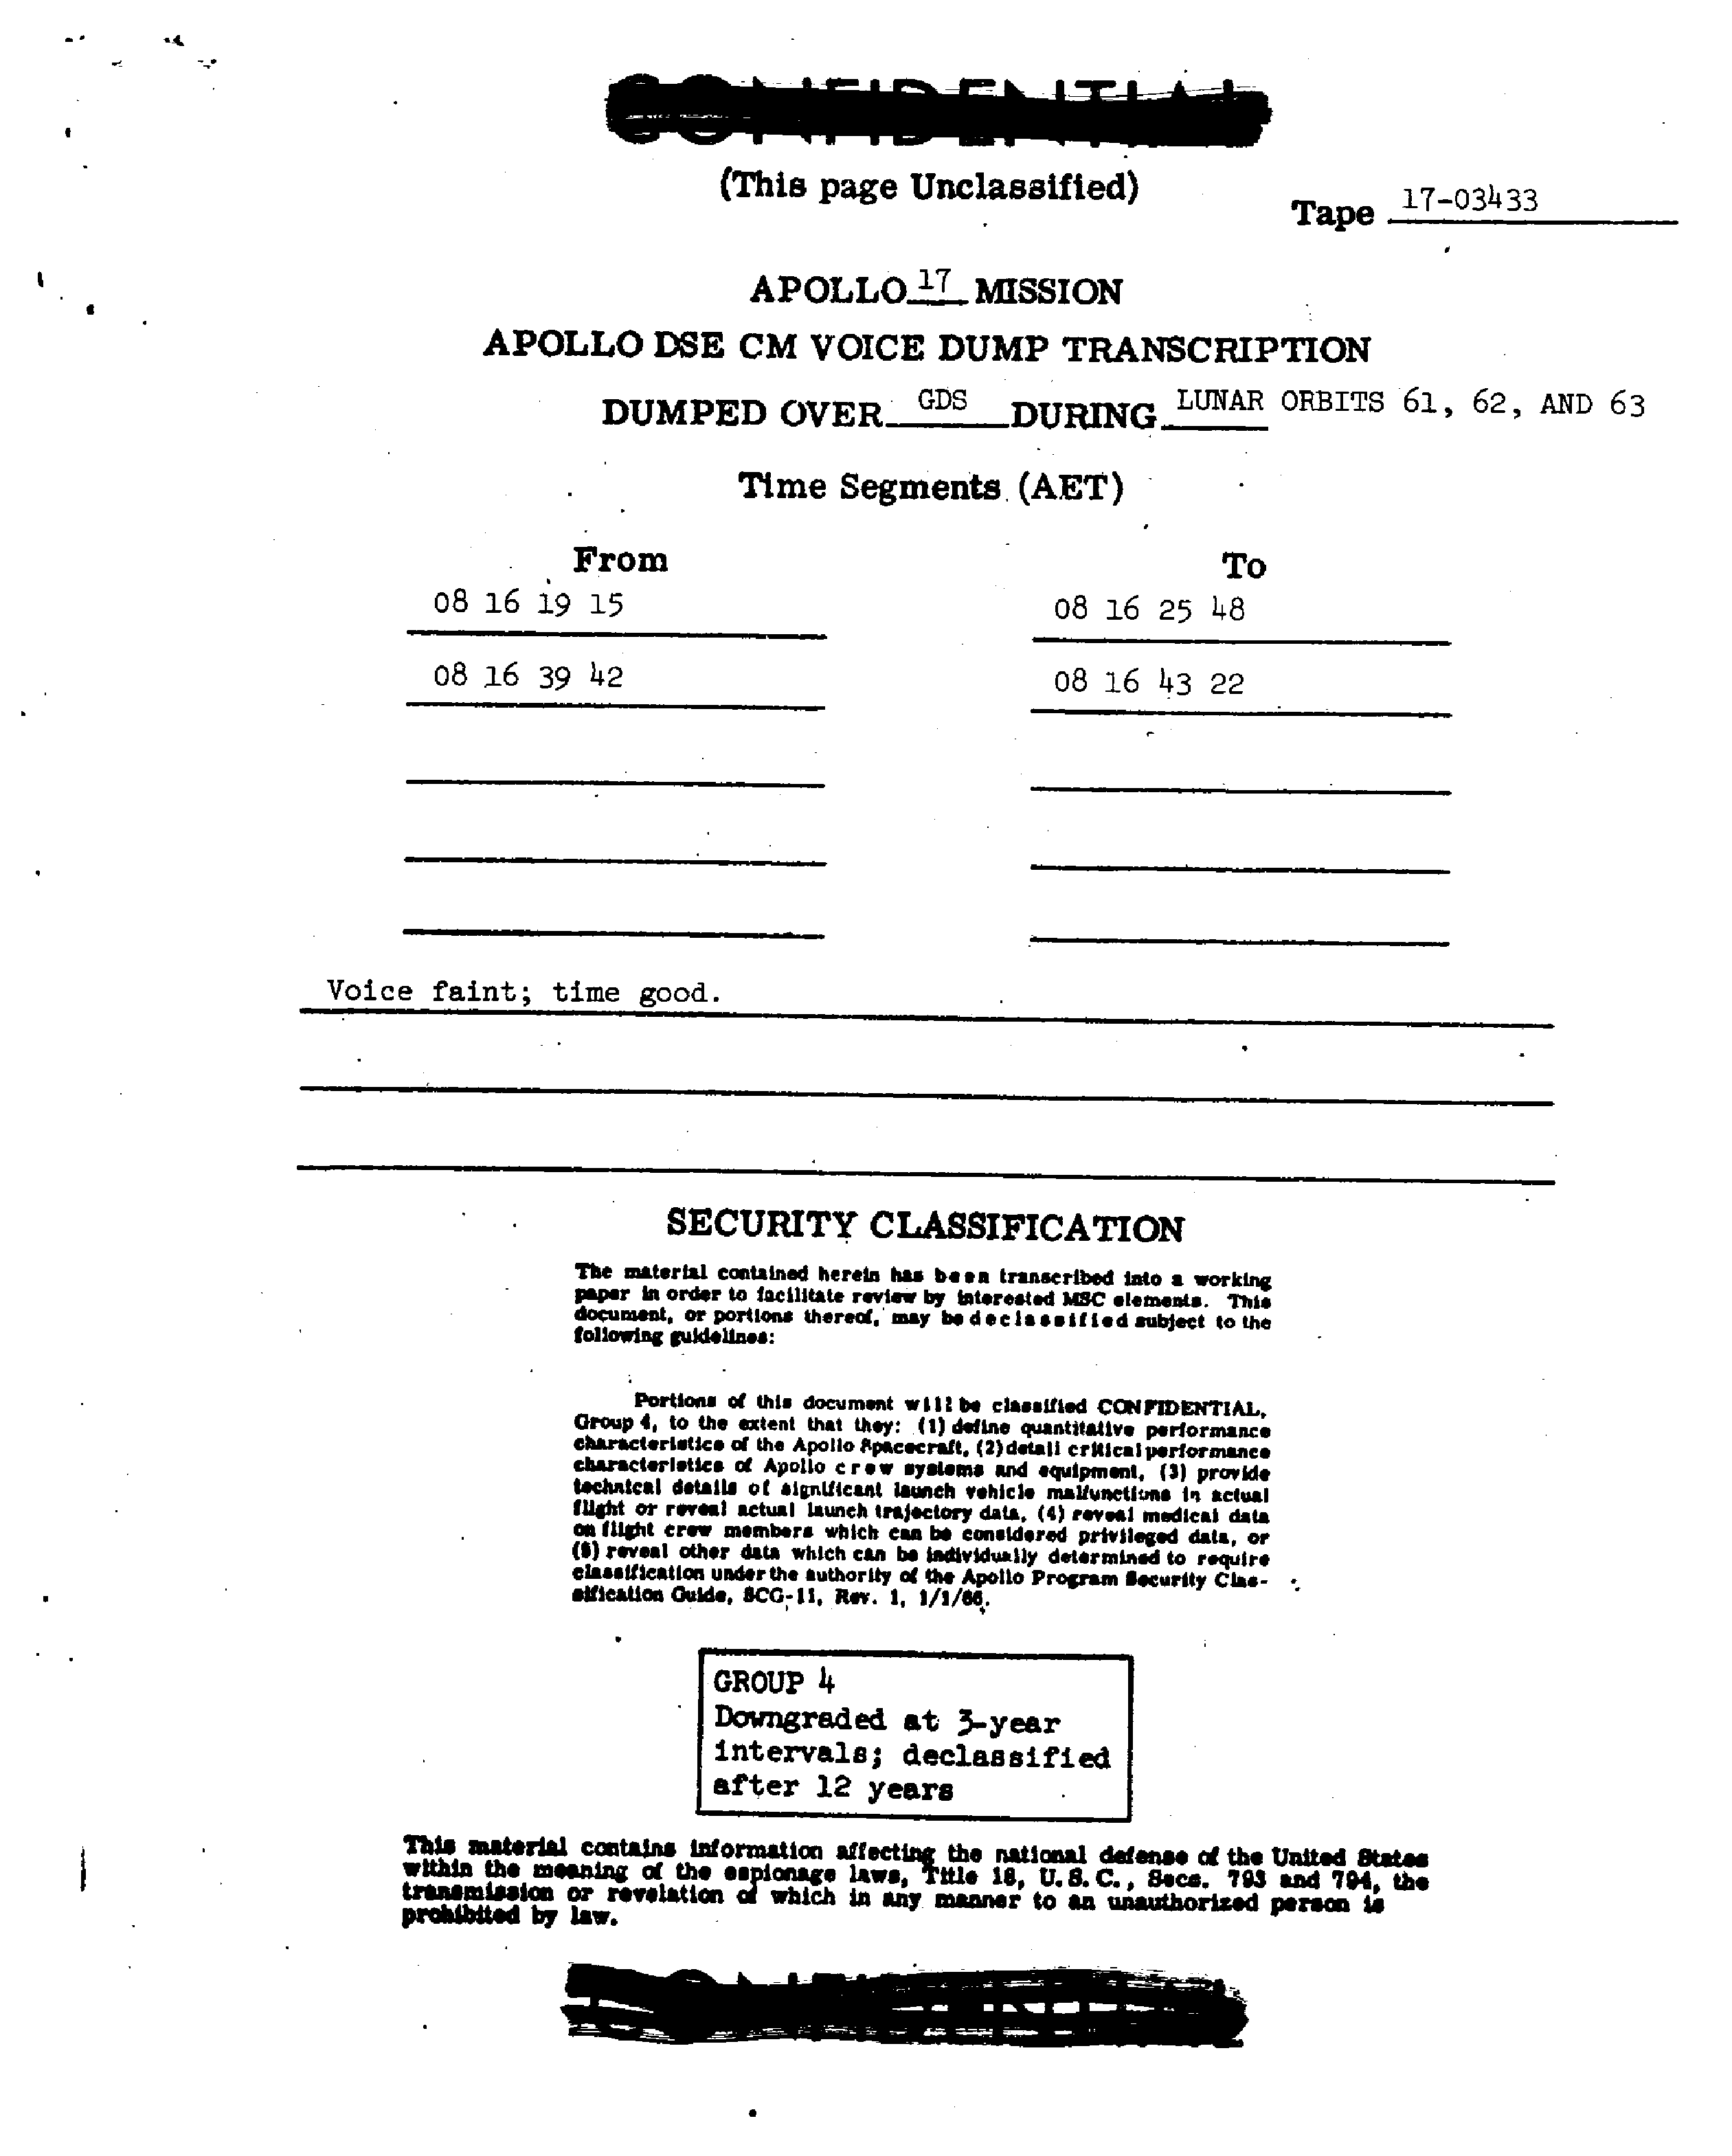 CONFIDENTIAL
(This page Unclassified)
Tape 17-03433
APOLLO 17 MISSION
APOLLO DSE CM VOICE DUMP TRANSCRIPTION
DUMPED OVER GDS DURING LUNAR ORBITS 61, 62, AND 63
Time Segments (AET)
From To
08 16 19 15 08 16 25 48
08 16 39 42 08 16 43 22
Voice faint; time good.
SECURITY CLASSIFICATION
The material contained herein has been transcribed into a working
paper in order to facilitate review by interested MSC elements. This
document, or portions thereof, may be declassified subject to the
following guidelines:
Portions of this document will be classified CONFIDENTIAL,
Group 4, to the extent that they: (1) define quantitative performance
characteristics of the Apollo Spacecraft, (2) detail critical performance
characteristics of Apollo crew systems and equipment, (3) provide
technical details of significant launch vehicle malfunctions in actual
flight or reveal actual launch trajectory data, (4) reveal medical data
on flight crew members which can be considered privileged data, or
(5) reveal other data which can be individually determined to require
classification under the authority of the Apollo Program Security Clas-
sification Guide, SCG-11, Rev. 1, 1/1/66.
GROUP 4
Downgraded at 3-year
intervals; declassified
after 12 years
This material contains information affecting the national defense of the United States
within the meaning of the espionage laws, Title 18, U.S.C., Secs. 793 and 794, the
transmission or revelation of which in any manner to an unauthorized person is
prohibited by law.